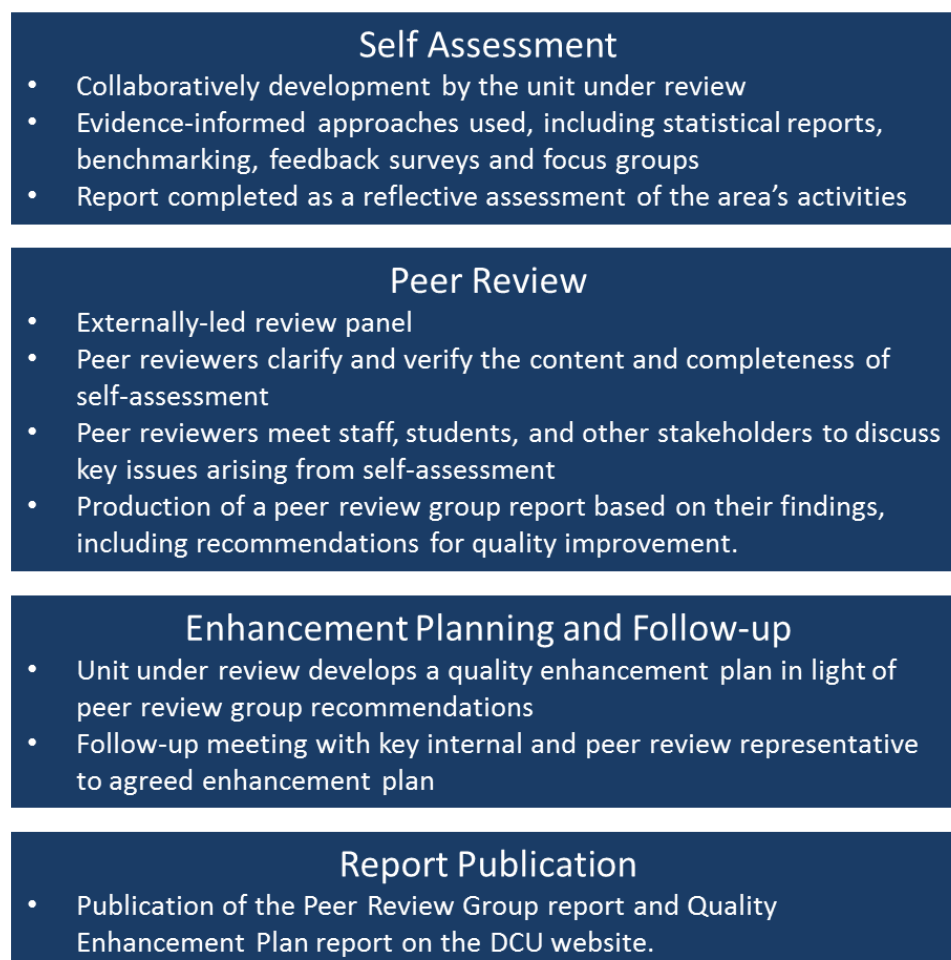 Self Assessment
• Collaboratively development by the unit under review
• Evidence-informed approaches used, including statistical reports,
benchmarking, feedback surveys and focus groups
• Report completed as a reflective assessment of the area's activities
Peer Review
• Externally-led review panel
• Peer reviewers clarify and verify the content and completeness of
self-assessment
• Peer reviewers meet staff, students, and other stakeholders to discuss
key issues arising from self-assessment
• Production of a peer review group report based on their findings,
including recommendations for quality improvement.
Enhancement Planning and Follow-up
• Unit under review develops a quality enhancement plan in light of
peer review group recommendations
• Follow-up meeting with key internal and peer review representative
to agreed enhancement plan
Report Publication
• Publication of the Peer Review Group report and Quality
Enhancement Plan report on the DCU website.